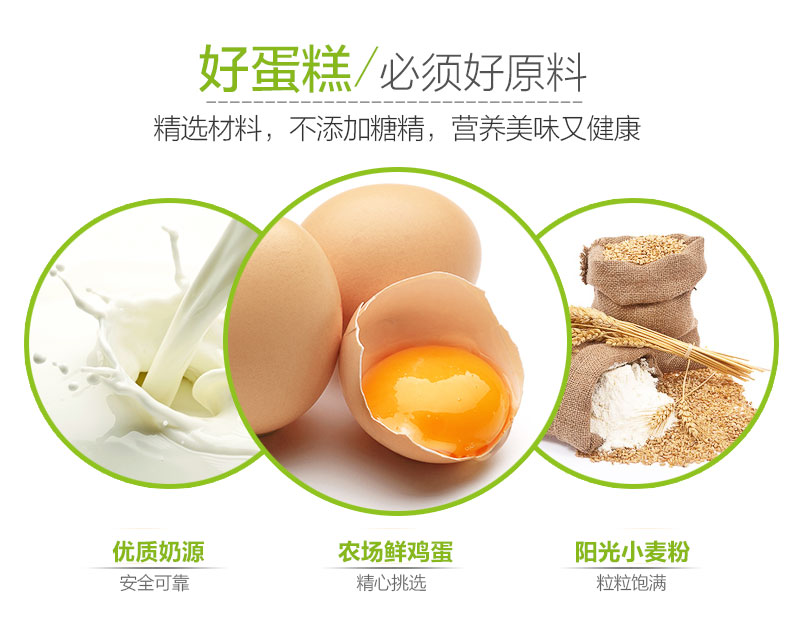 好蛋糕/必须好原料
精选材料，不添加糖精，营养美味又健康
优质奶源
安全可靠
农场鲜鸡蛋
精心挑选
阳光小麦粉
粒粒饱满